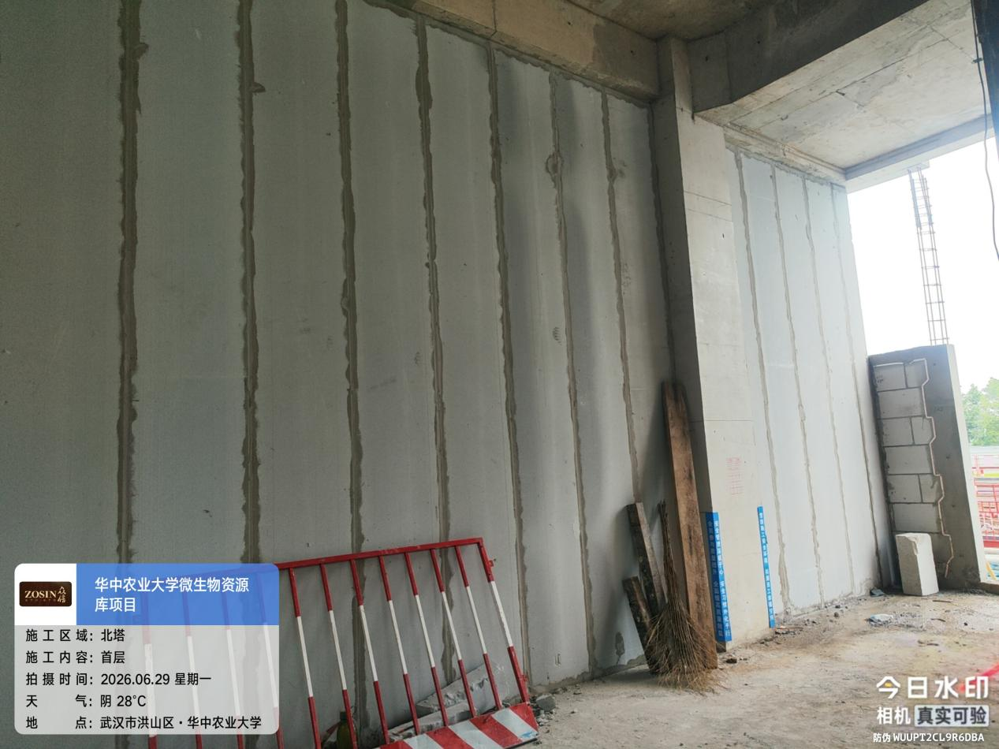 ZOSIN 众信
华中农业大学微生物资源
库项目
施工区域：北塔
施工内容：首层
拍摄时间：2026.06.29 星期一
天气：阴 28℃
地点：武汉市洪山区·华中农业大学
今日水印
相机 真实可验
防伪 WUUPT2CL9R6DBA